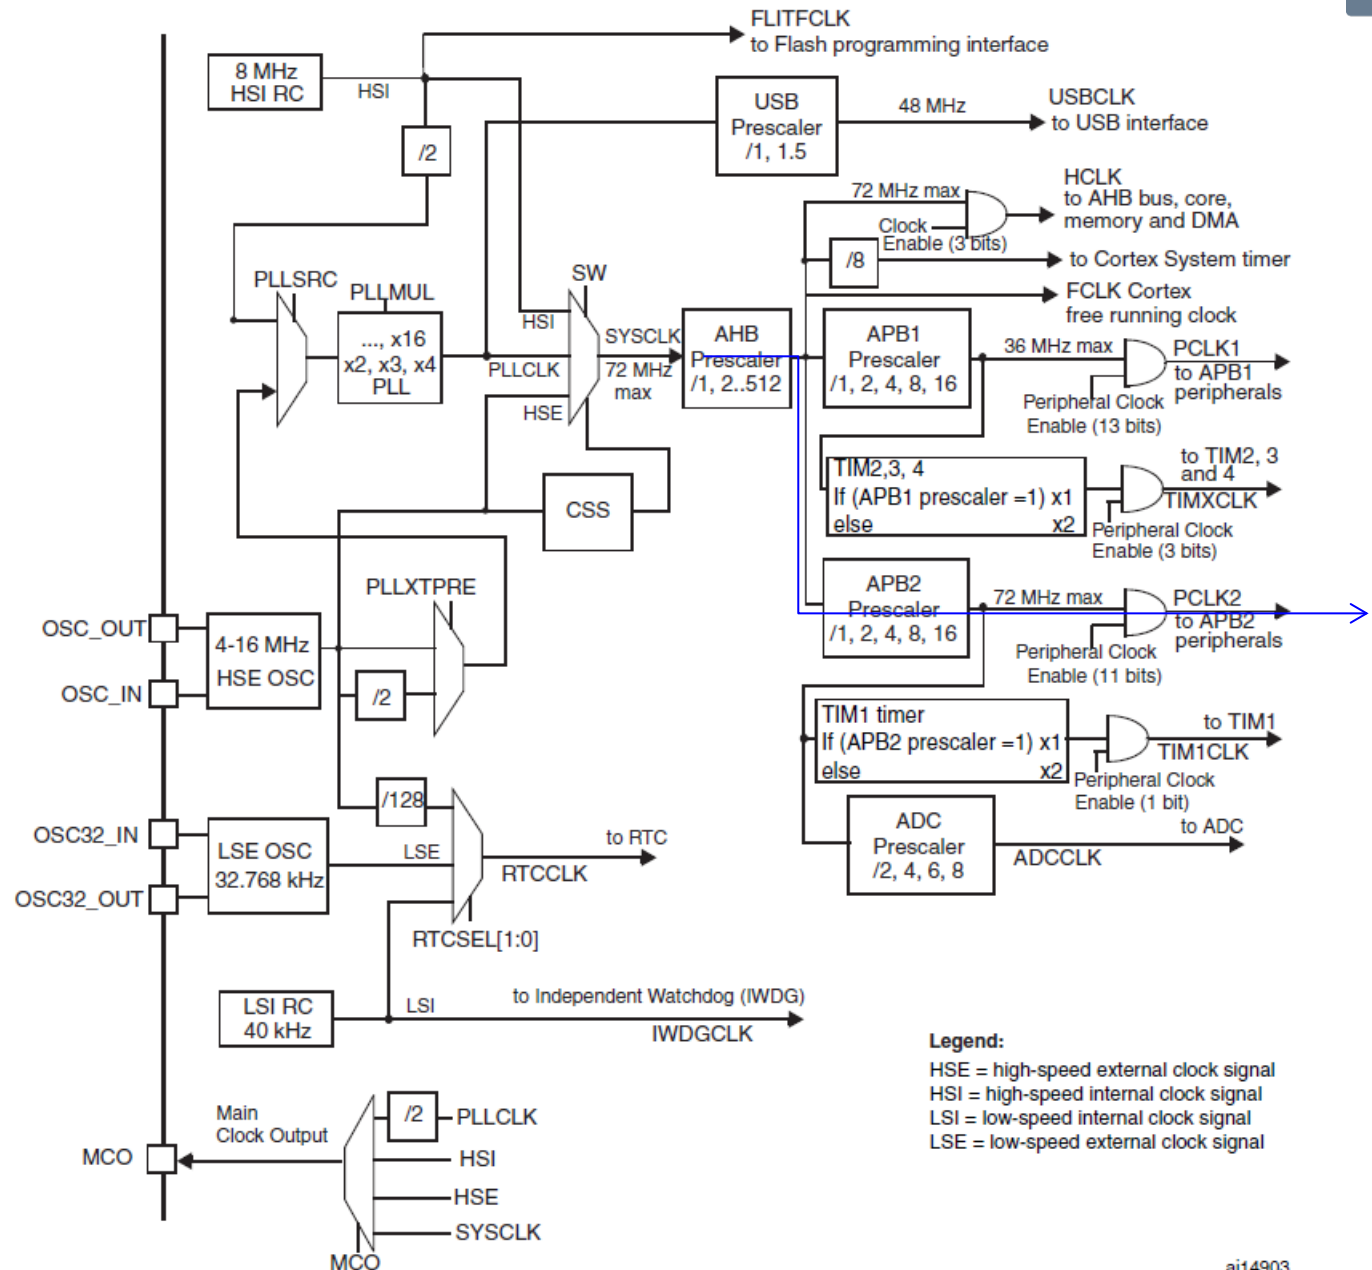 FLITFCLK
to Flash programming interface
8 MHz
HSI RC
HSI
/2
USB
Prescaler
/1, 1.5
48 MHz
USBCLK
to USB interface
72 MHz max
Clock
Enable (3 bits)
HCLK
to AHB bus, core,
memory and DMA
/8
to Cortex System timer
FCLK Cortex
free running clock
PLLSRC
PLLMUL
..., x16
x2, x3, x4
PLL
SW
HSI
PLLCLK
HSE
SYSCLK
72 MHz
max
AHB
Prescaler
/1, 2..512
APB1
Prescaler
/1, 2, 4, 8, 16
36 MHz max
PCLK1
to APB1
peripherals
Peripheral Clock
Enable (13 bits)
TIM2,3, 4
If (APB1 prescaler =1) x1
else x2
to TIM2, 3
and 4
TIMXCLK
Peripheral Clock
Enable (3 bits)
CSS
PLLXTPRE
OSC_OUT
OSC_IN
4-16 MHz
HSE OSC
/2
APB2
Prescaler
/1, 2, 4, 8, 16
72 MHz max
PCLK2
to APB2
peripherals
Peripheral Clock
Enable (11 bits)
TIM1 timer
If (APB2 prescaler =1) x1
else x2
to TIM1
TIM1CLK
Peripheral Clock
Enable (1 bit)
/128
OSC32_IN
OSC32_OUT
LSE OSC
32.768 kHz
LSE
to RTC
RTCCLK
RTCSEL[1:0]
ADC
Prescaler
/2, 4, 6, 8
to ADC
ADCCLK
LSI RC
40 kHz
LSI
to Independent Watchdog (IWDG)
IWDGCLK
Legend:
HSE = high-speed external clock signal
HSI = high-speed internal clock signal
LSI = low-speed internal clock signal
LSE = low-speed external clock signal
Main
Clock Output
MCO
/2
PLLCLK
HSI
HSE
SYSCLK
MCO
ai14903